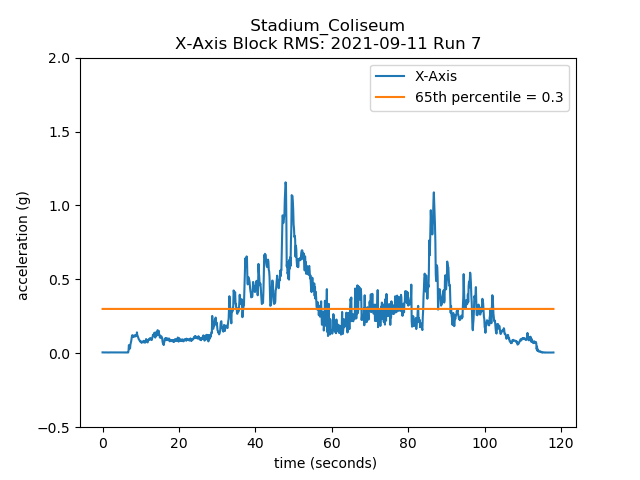 Stadium_Coliseum
X-Axis Block RMS: 2021-09-11 Run 7
X-Axis
65th percentile = 0.3
acceleration (g)
2.0
1.5
1.0
0.5
0.0
−0.5
0 20 40 60 80 100 120
time (seconds)